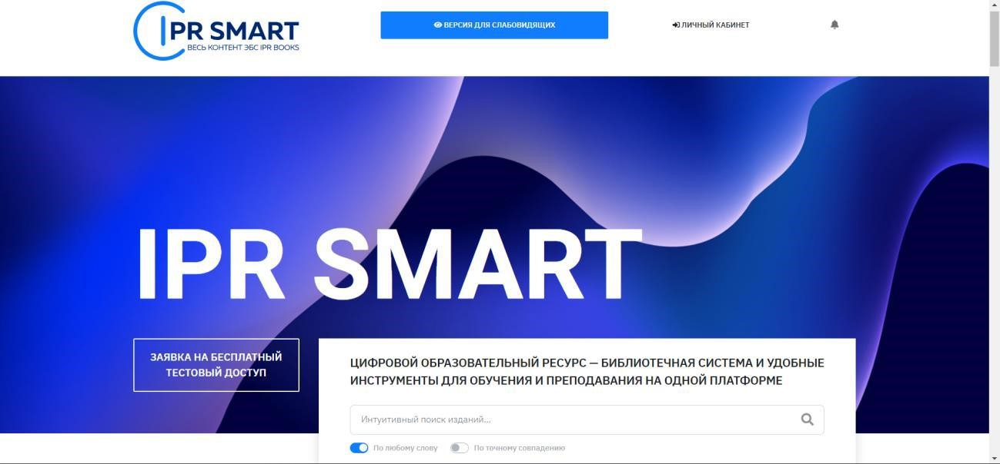 IPR SMART
ВЕСЬ КОНТЕНТ ЭБС IPR BOOKS
ВЕРСИЯ ДЛЯ СЛАБОВИДЯЩИХ
ЛИЧНЫЙ КАБИНЕТ
IPR SMART
ЗАЯВКА НА БЕСПЛАТНЫЙ
ТЕСТОВЫЙ ДОСТУП
ЦИФРОВОЙ ОБРАЗОВАТЕЛЬНЫЙ РЕСУРС — БИБЛИОТЕЧНАЯ СИСТЕМА И УДОБНЫЕ
ИНСТРУМЕНТЫ ДЛЯ ОБУЧЕНИЯ И ПРЕПОДАВАНИЯ НА ОДНОЙ ПЛАТФОРМЕ
Интуитивный поиск изданий...
По любому слову По точному совпадению